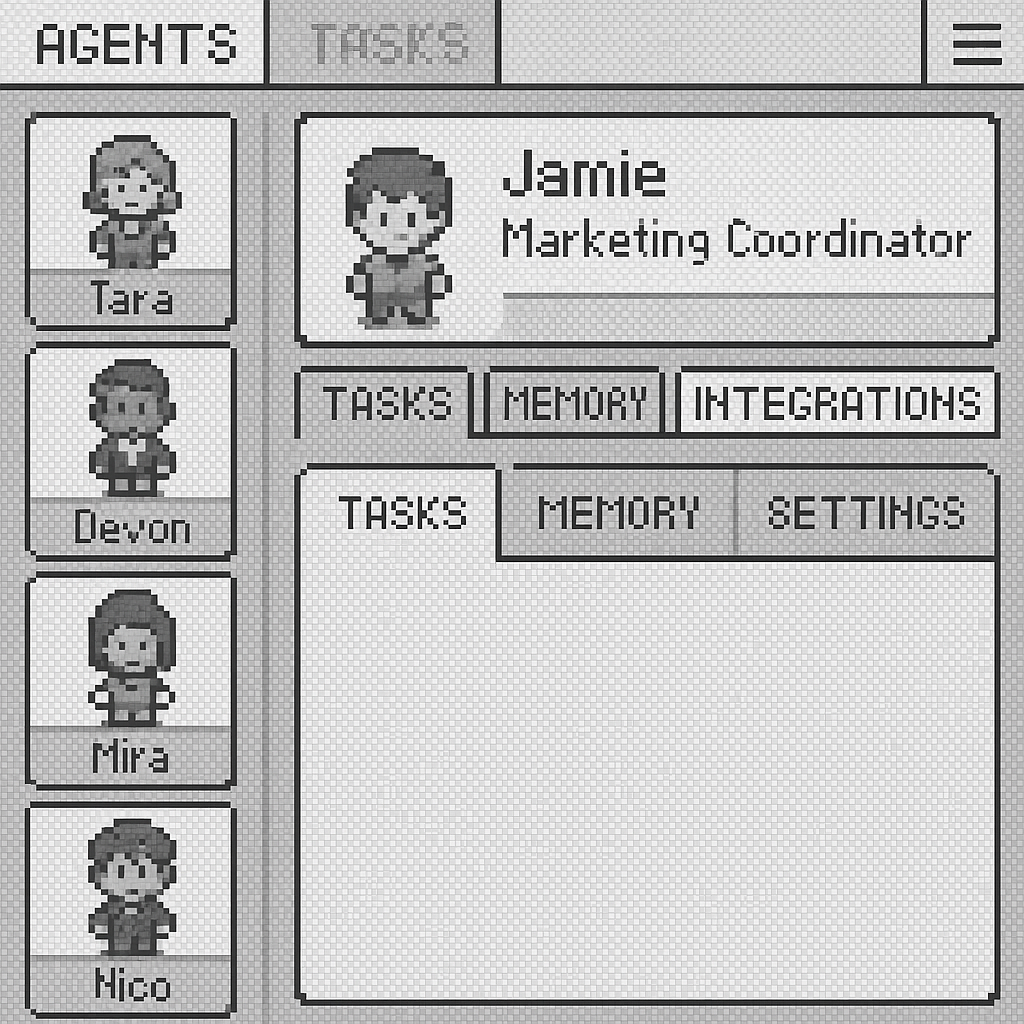 AGENTS TASKS
Tara
Devon
Mira
Nico
Jamie
Marketing Coordinator
TASKS MEMORY INTEGRATIONS
TASKS MEMORY SETTINGS